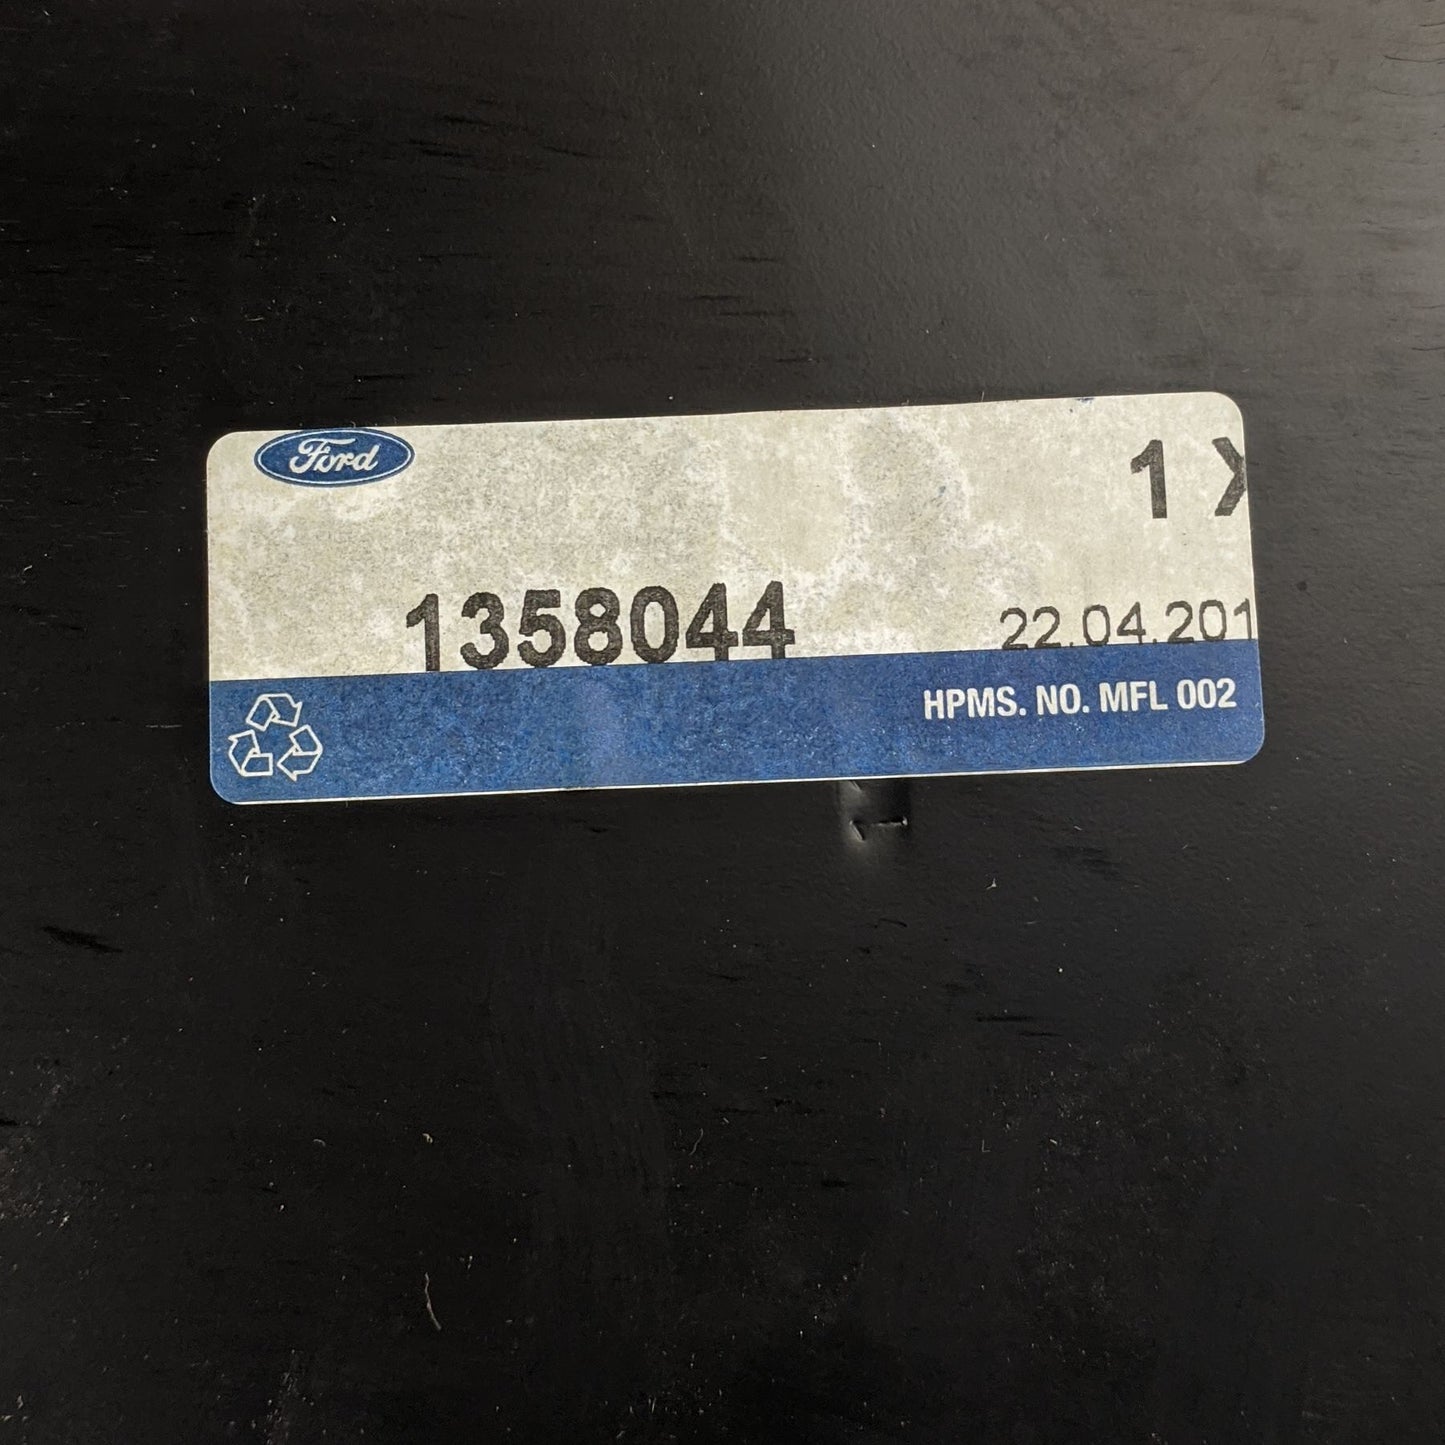 Ford
1 X
1358044
22.04.201
HPMS. NO. MFL 002